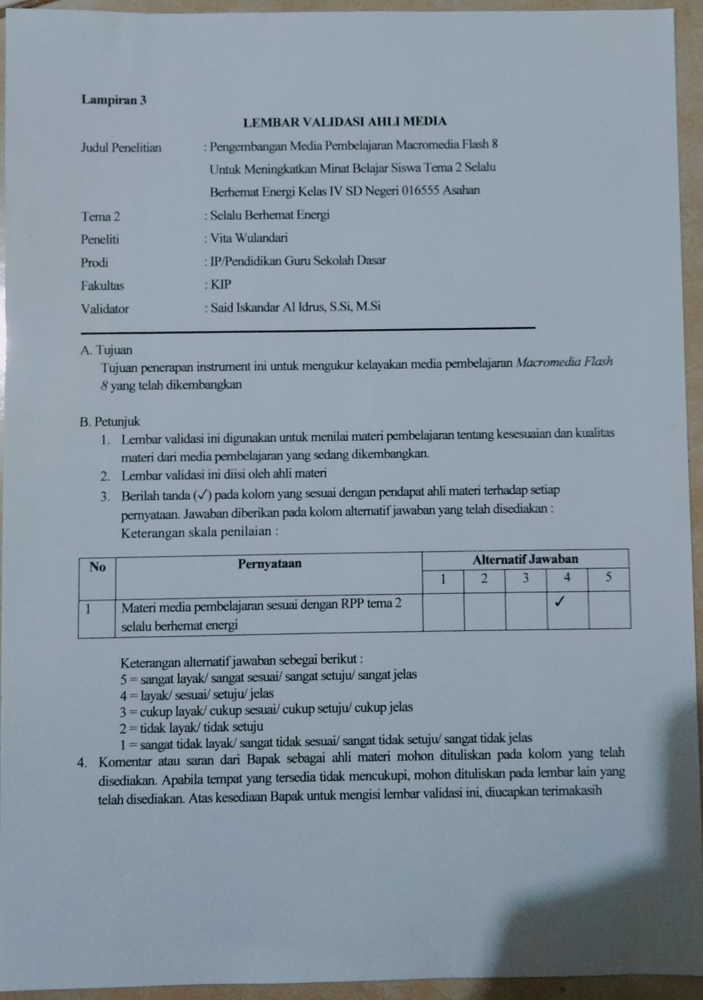 Lampiran 3
LEMBAR VALIDASI AHLI MEDIA
Judul Penelitian : Pengembangan Media Pembelajaran Macromedia Flash 8
Untuk Meningkatkan Minat Belajar Siswa Tema 2 Selalu
Berhemat Energi Kelas IV SD Negeri 016555 Asahan
Tema 2 : Selalu Berhemat Energi
Peneliti : Vita Wulandari
Prodi : IP/Pendidikan Guru Sekolah Dasar
Fakultas : KIP
Validator : Said Iskandar Al Idrus, S.Si, M.Si
A. Tujuan
Tujuan penerapan instrument ini untuk mengukur kelayakan media pembelajaran Macromedia Flash
8 yang telah dikembangkan
B. Petunjuk
1. Lembar validasi ini digunakan untuk menilai materi pembelajaran tentang kesesuaian dan kualitas
materi dari media pembelajaran yang sedang dikembangkan.
2. Lembar validasi ini diisi oleh ahli materi
3. Berilah tanda (✓) pada kolom yang sesuai dengan pendapat ahli materi terhadap setiap
pernyataan. Jawaban diberikan pada kolom alternatif jawaban yang telah disediakan :
Keterangan skala penilaian :
No Pernyataan Alternatif Jawaban
1 2 3 4 5
1 Materi media pembelajaran sesuai dengan RPP tema 2 ✓
selalu berhemat energi
Keterangan alternatif jawaban sebegai berikut :
5 = sangat layak/ sangat sesuai/ sangat setuju/ sangat jelas
4 = layak/ sesuai/ setuju/ jelas
3 = cukup layak/ cukup sesuai/ cukup setuju/ cukup jelas
2 = tidak layak/ tidak setuju
1 = sangat tidak layak/ sangat tidak sesuai/ sangat tidak setuju/ sangat tidak jelas
4. Komentar atau saran dari Bapak sebagai ahli materi mohon dituliskan pada kolom yang telah
disediakan. Apabila tempat yang tersedia tidak mencukupi, mohon dituliskan pada lembar lain yang
telah disediakan. Atas kesediaan Bapak untuk mengisi lembar validasi ini, diucapkan terimakasih